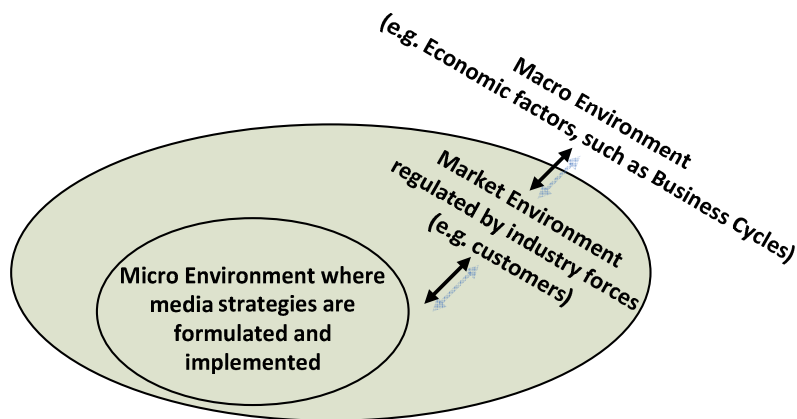 Macro Environment
(e.g. Economic factors, such as Business Cycles)
Market Environment
regulated by industry forces
(e.g. customers)
Micro Environment where
media strategies are
formulated and
implemented